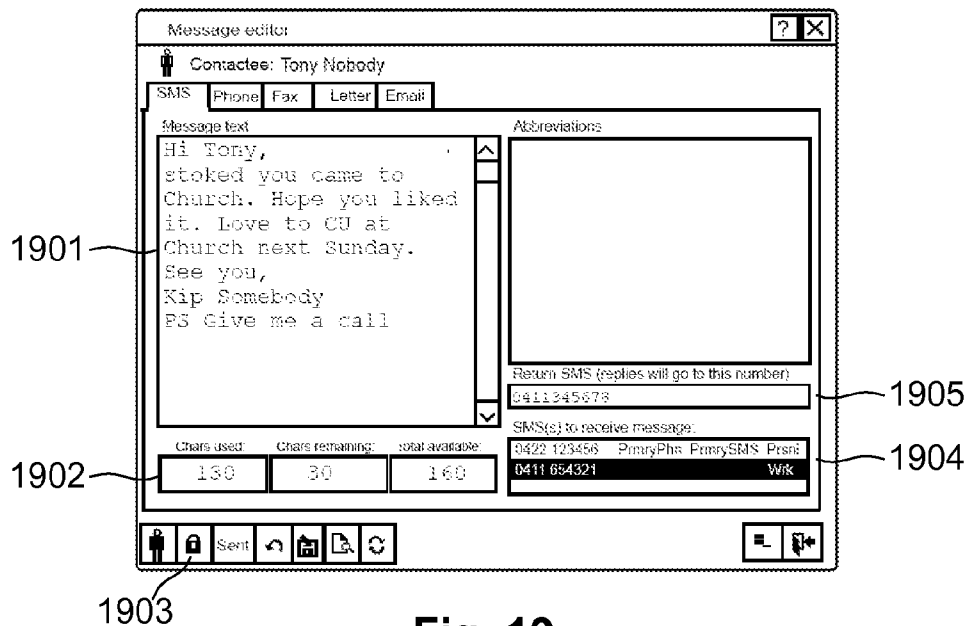 Message editor
? X
Contactee: Tony Nobody
SMS Phone Fax Letter Email
Message text
Hi Tony,
stoked you came to
Church. Hope you liked
it. Love to CU at
Church next Sunday.
See you,
Kip Somebody
PS Give me a call
Abbreviations
Return SMS (replies will go to this number)
0411345678
SMS(s) to receive message:
0422 123456 PrmryPhn PrmrySMS Prsnl
0411 654321 Wrk
Chars used: Chars remaining: total available:
130 30 160
Sent
1901
1902
1903
1904
1905
Fig. 19